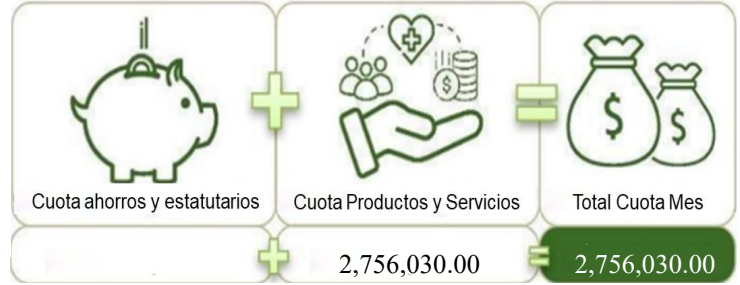 $
$ $
Cuota ahorros y estatutarios Cuota Productos y Servicios Total Cuota Mes
2,756,030.00 2,756,030.00